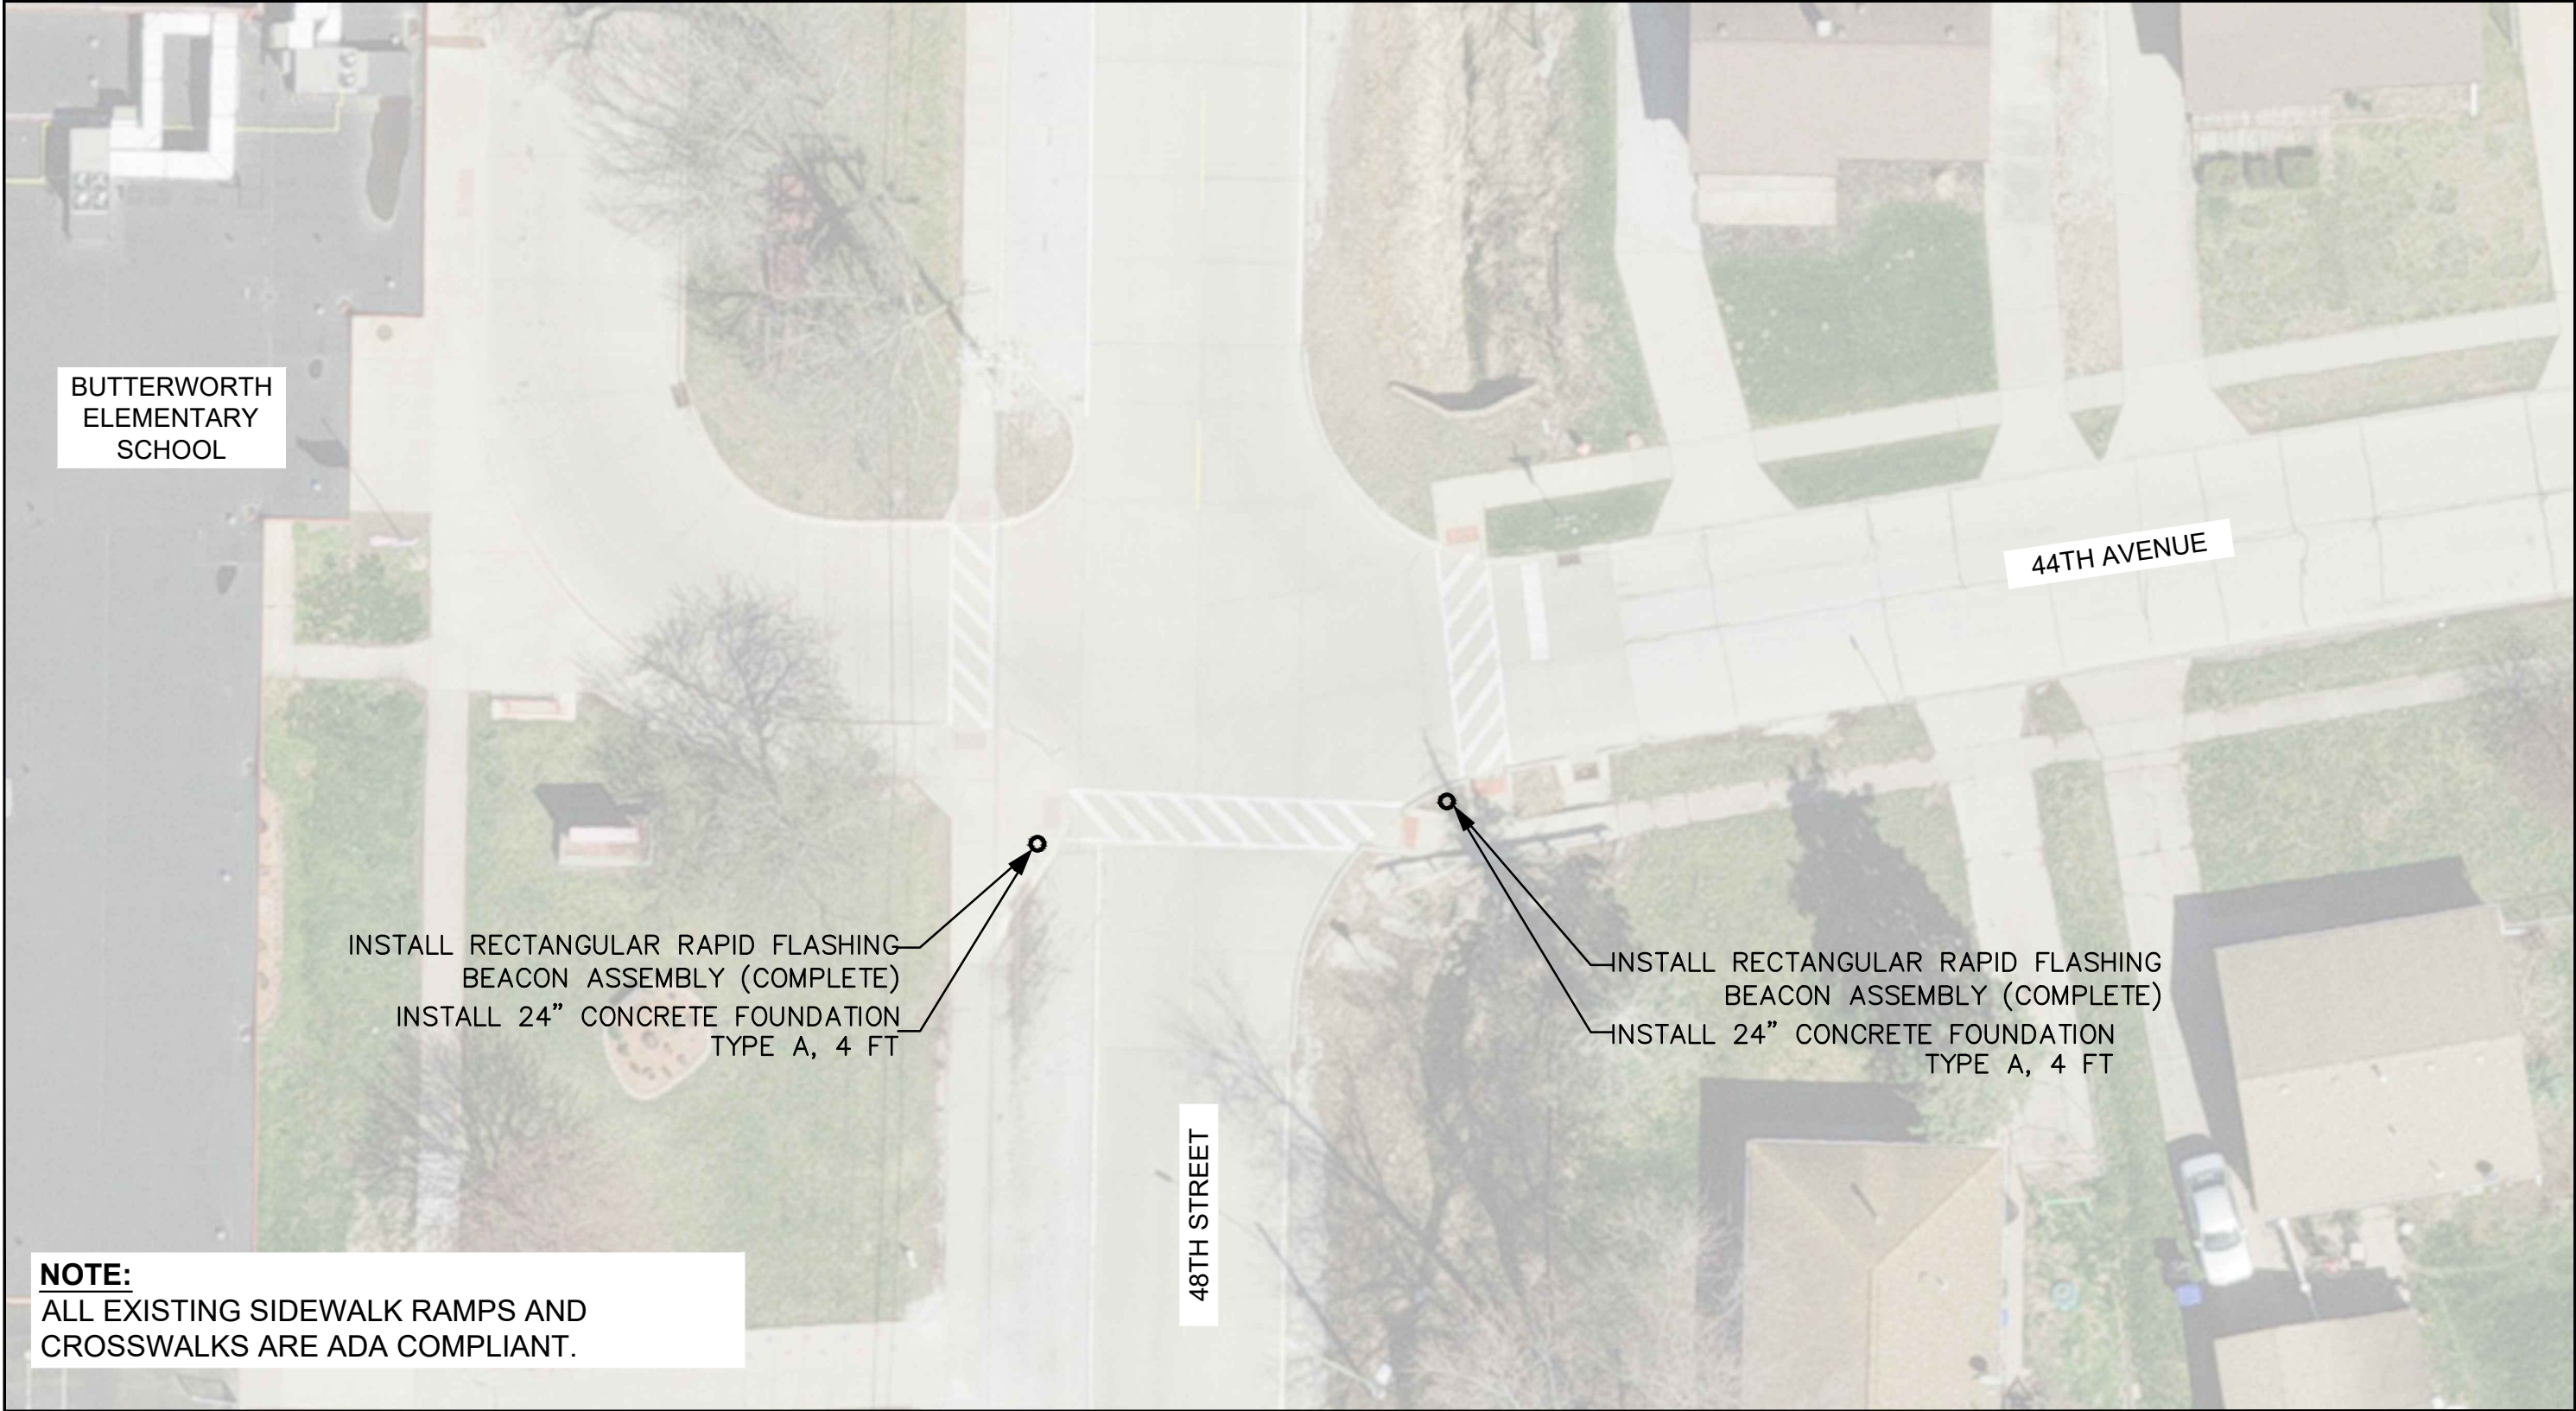 BUTTERWORTH
ELEMENTARY
SCHOOL
44TH AVENUE
INSTALL RECTANGULAR RAPID FLASHING
BEACON ASSEMBLY (COMPLETE)
INSTALL 24” CONCRETE FOUNDATION
TYPE A, 4 FT
INSTALL RECTANGULAR RAPID FLASHING
BEACON ASSEMBLY (COMPLETE)
INSTALL 24” CONCRETE FOUNDATION
TYPE A, 4 FT
48TH STREET
NOTE:
ALL EXISTING SIDEWALK RAMPS AND
CROSSWALKS ARE ADA COMPLIANT.